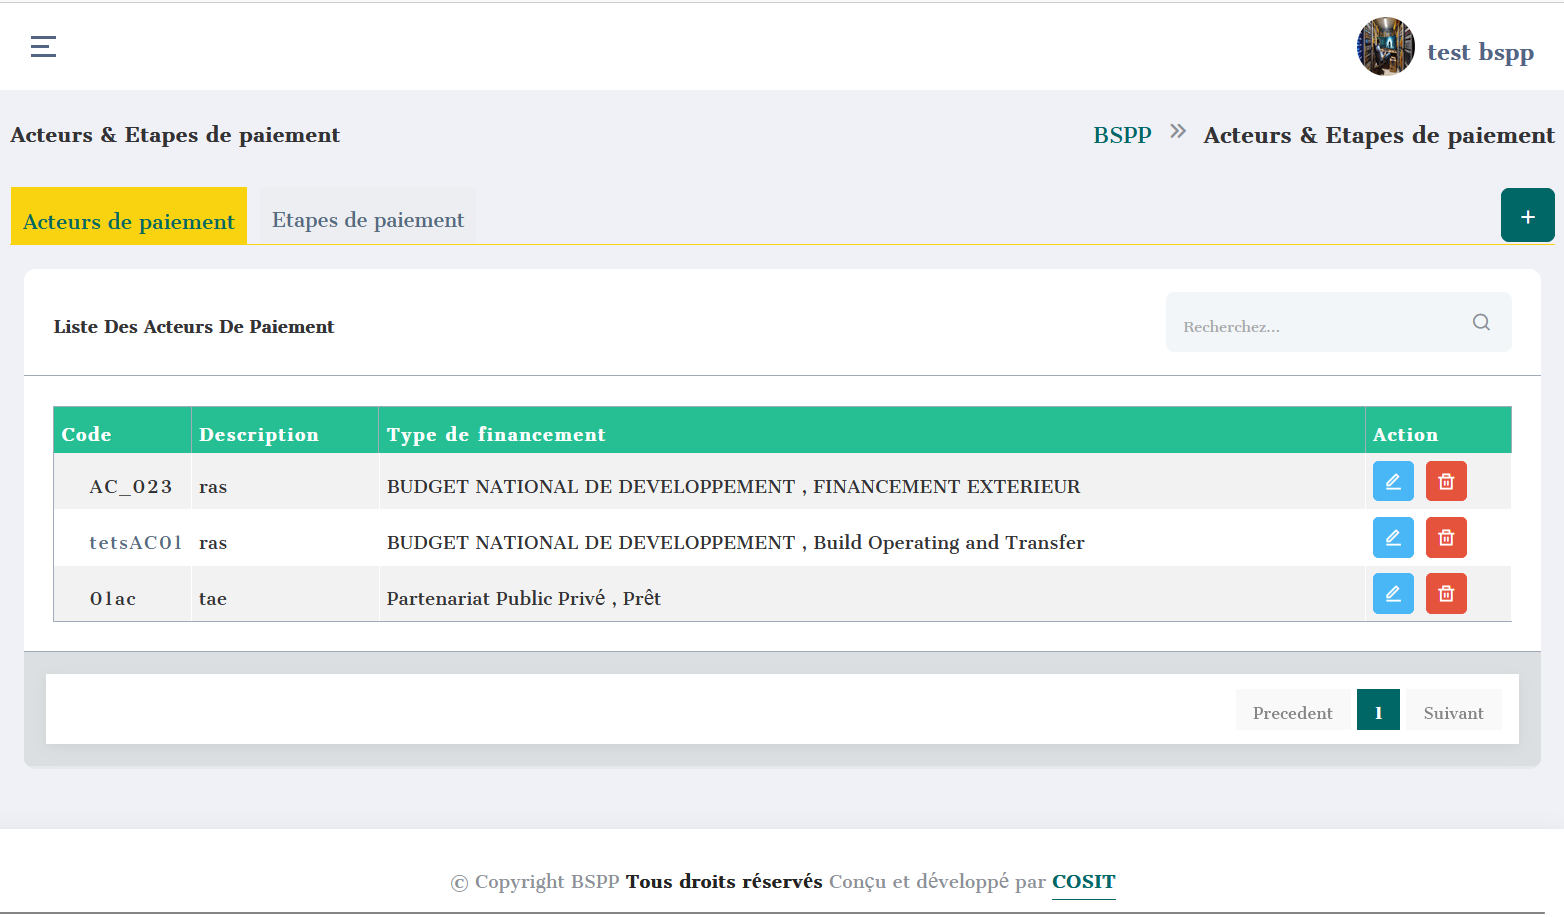 test bspp
Acteurs & Etapes de paiement
BSPP » Acteurs & Etapes de paiement
Acteurs de paiement
Etapes de paiement
+
Liste Des Acteurs De Paiement
Recherchez...
Code Description Type de financement Action
AC_023 ras BUDGET NATIONAL DE DEVELOPPEMENT , FINANCEMENT EXTERIEUR
tetsAC01 ras BUDGET NATIONAL DE DEVELOPPEMENT , Build Operating and Transfer
01ac tae Partenariat Public Privé , Prêt
Precedent 1 Suivant
© Copyright BSPP Tous droits réservés Conçu et développé par COSIT